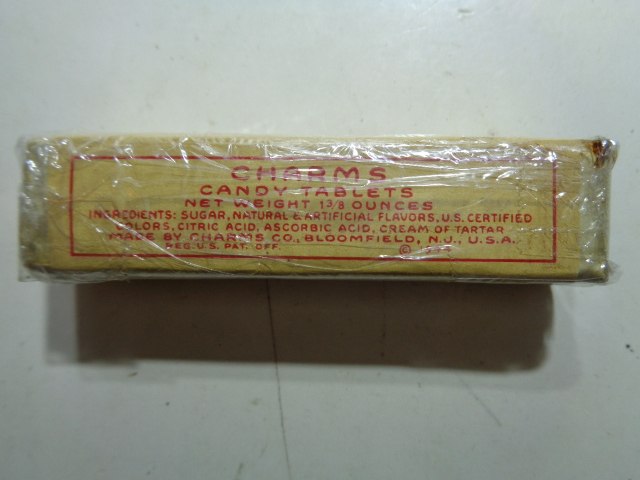 CHARMS
CANDY TABLETS
NET WEIGHT 1 3/8 OUNCES
INGREDIENTS: SUGAR, NATURAL & ARTIFICIAL FLAVORS, U.S. CERTIFIED
COLORS, CITRIC ACID, ASCORBIC ACID, CREAM OF TARTAR
MADE BY CHARMS CO., BLOOMFIELD, N.J., U.S.A.
REG. U.S. PAT. OFF. ©